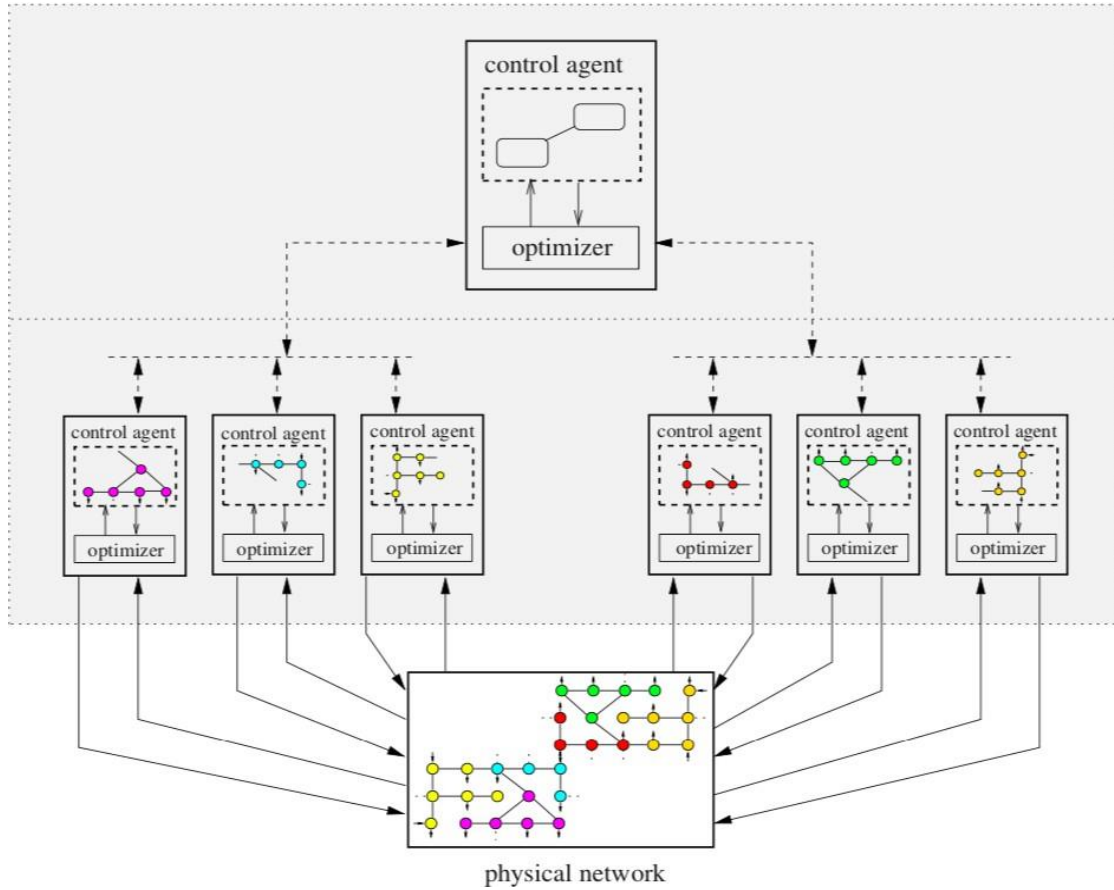 control agent
optimizer
control agent
control agent
control agent
control agent
control agent
control agent
optimizer
optimizer
optimizer
optimizer
optimizer
optimizer
physical network